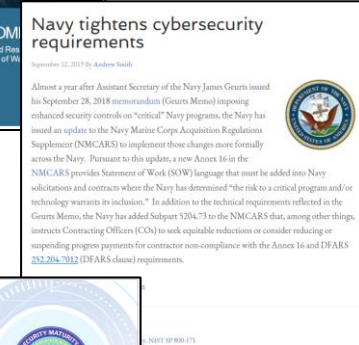 Navy tightens cybersecurity
requirements
September 12, 2019 By Andrew Smith
Almost a year after Assistant Secretary of the Navy James Geurts issued
his September 28, 2018 memorandum (Geurts Memo) imposing
enhanced security controls on "critical" Navy programs, the Navy has
issued an update to the Navy Marine Corps Acquisition Regulations
Supplement (NMCARS) to implement those changes more formally
across the Navy. Pursuant to this update, a new Annex 16 in the
NMCARS provides Statement of Work (SOW) language that must be added into Navy
solicitations and contracts where the Navy has determined "the risk to a critical program and/or
technology warrants its inclusion." In addition to the technical requirements reflected in the
Geurts Memo, the Navy has added Subpart 5204.73 to the NMCARS that, among other things,
instructs Contracting Officers (COs) to seek equitable reductions or consider reducing or
suspending progress payments for contractor non-compliance with the Annex 16 and DFARS
252.204-7012 (DFARS clause) requirements.
NIST SP 800-171